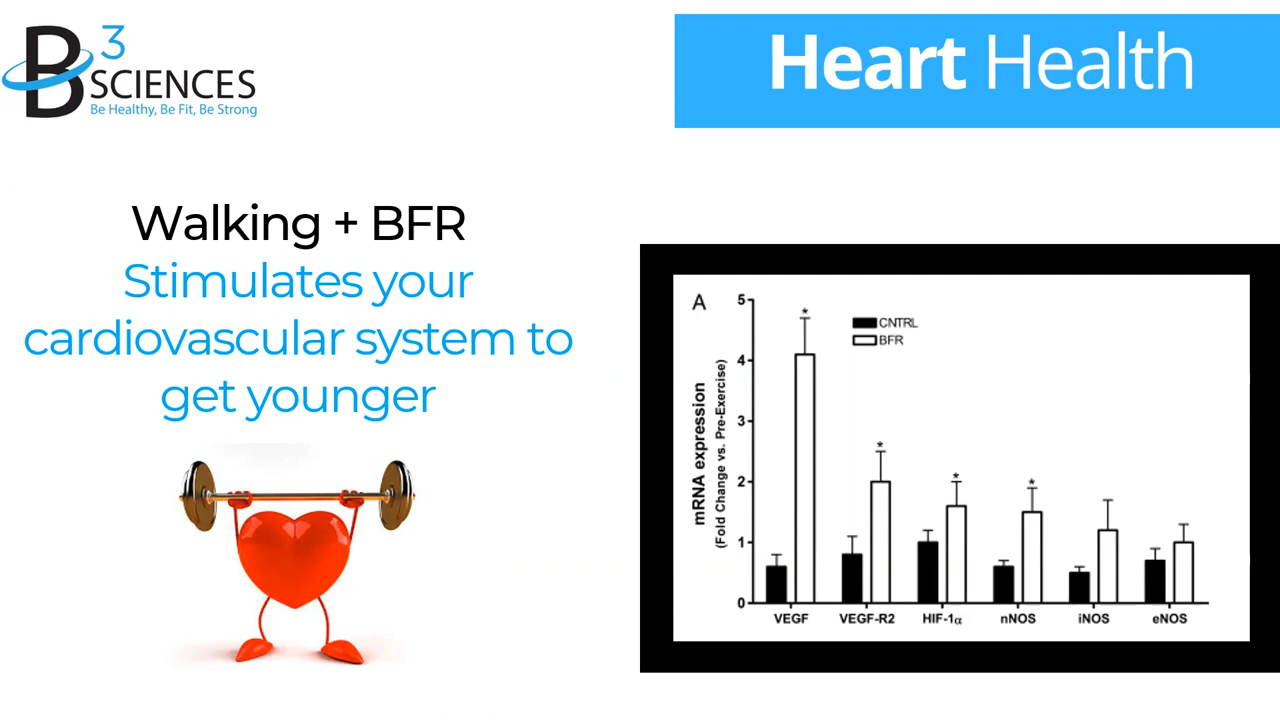 B3
SCIENCES
Be Healthy, Be Fit, Be Strong
Heart Health
Walking + BFR
Stimulates your
cardiovascular system to
get younger
A
CNTRL
BFR
mRNA expression
(Fold Change vs. Pre-Exercise)
5
4
3
2
1
0
*
*
*
*
VEGF VEGF-R2 HIF-1α nNOS iNOS eNOS